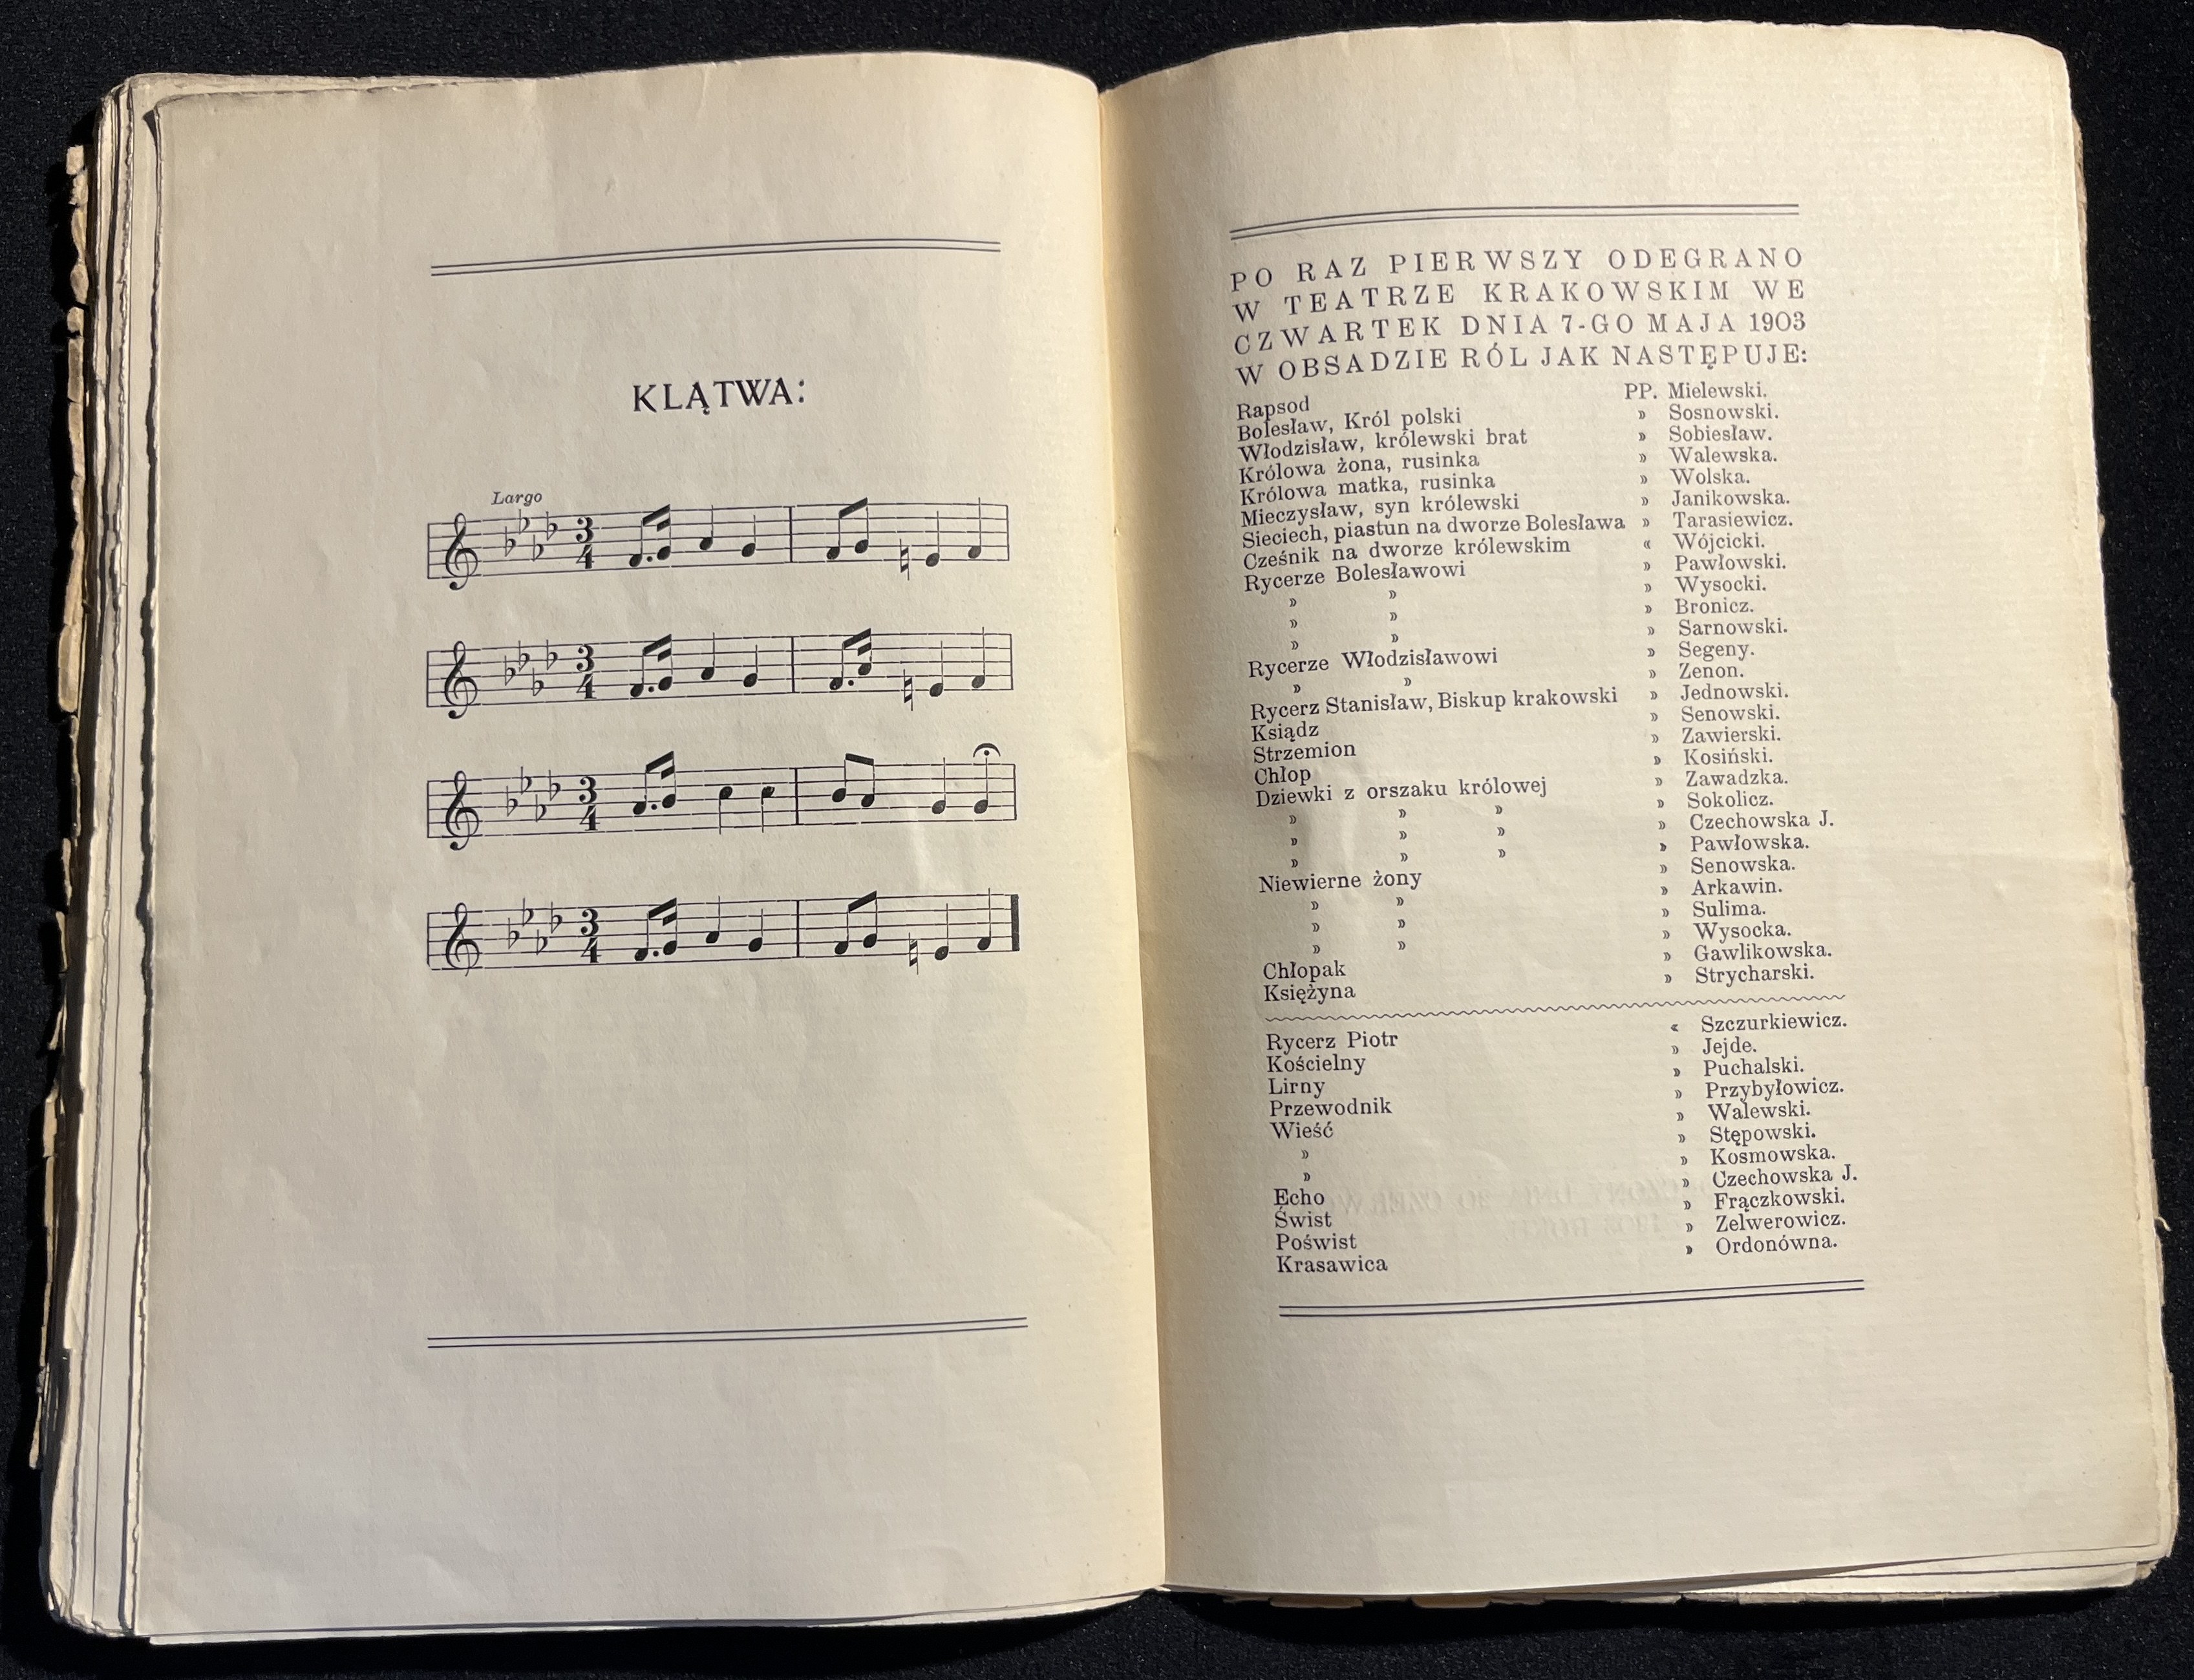 KLĄTWA:
Largo
PO RAZ PIERWSZY ODEGRANO
W TEATRZE KRAKOWSKIM WE
CZWARTEK DNIA 7-GO MAJA 1903
W OBSADZIE RÓL JAK NASTĘPUJE:
Rapsod PP. Mielewski.
Bolesław, Król polski » Sosnowski.
Włodzisław, królewski brat » Sobiesław.
Królowa żona, rusinka » Walewska.
Królowa matka, rusinka » Wolska.
Mieczysław, syn królewski » Janikowska.
Sieciech, piastun na dworze Bolesława » Tarasiewicz.
Cześnik na dworze królewskim « Wójcicki.
Rycerze Bolesławowi » Pawłowski.
» » » Wysocki.
» » » Bronicz.
» » » Sarnowski.
Rycerze Włodzisławowi » Segeny.
» » » Zenon.
Rycerz Stanisław, Biskup krakowski » Jednowski.
Ksiądz » Senowski.
Strzemion » Zawierski.
Chłop » Kosiński.
Dziewki z orszaku królowej » Zawadzka.
» » » » Sokolicz.
» » » » Czechowska J.
» » » » Pawłowska.
Niewierne żony » Senowska.
» » » Arkawin.
» » » Sulima.
» » » Wysocka.
Chłopak » Gawlikowska.
Księżyna » Strycharski.
Rycerz Piotr « Szczurkiewicz.
Kościelny » Jejde.
Lirny » Puchalski.
Przewodnik » Przybyłowicz.
Wieść » Walewski.
» » Stępowski.
» » Kosmowska.
Echo » Czechowska J.
Świst » Frączkowski.
Poświst » Zelwerowicz.
Krasawica » Ordonówna.